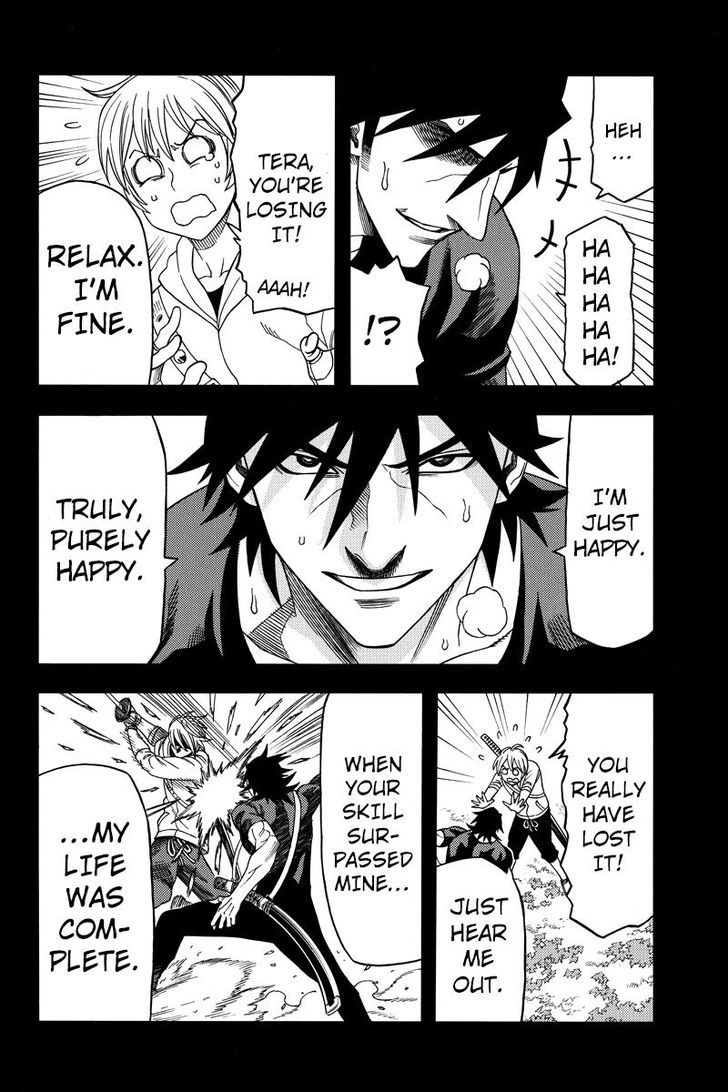 HEH
...
HA
HA
HA
HA
HA!
!?
TERA,
YOU'RE
LOSING
IT!
AAAH!
RELAX.
I'M
FINE.
I'M
JUST
HAPPY.
TRULY,
PURELY
HAPPY.
YOU
REALLY
HAVE
LOST
IT!
JUST
HEAR
ME
OUT.
WHEN
YOUR
SKILL
SUR-
PASSED
MINE...
...MY
LIFE
WAS
COM-
PLETE.